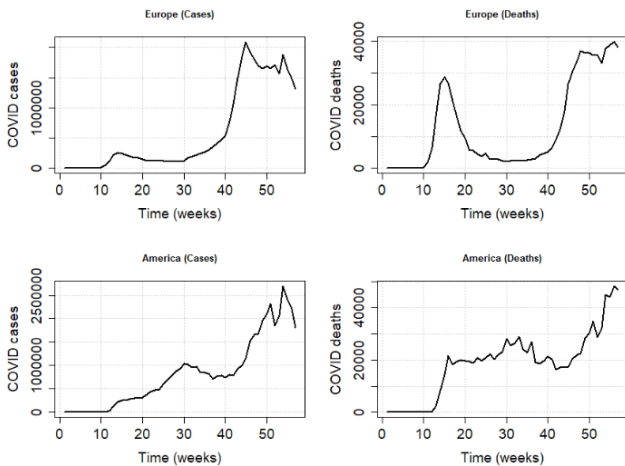 Europe (Cases)
COVID cases
0 1000000
0 10 20 30 40 50
Time (weeks)
Europe (Deaths)
COVID deaths
0 20000 40000
0 10 20 30 40 50
Time (weeks)
America (Cases)
COVID cases
0 1000000 2500000
0 10 20 30 40 50
Time (weeks)
America (Deaths)
COVID deaths
0 20000 40000
0 10 20 30 40 50
Time (weeks)